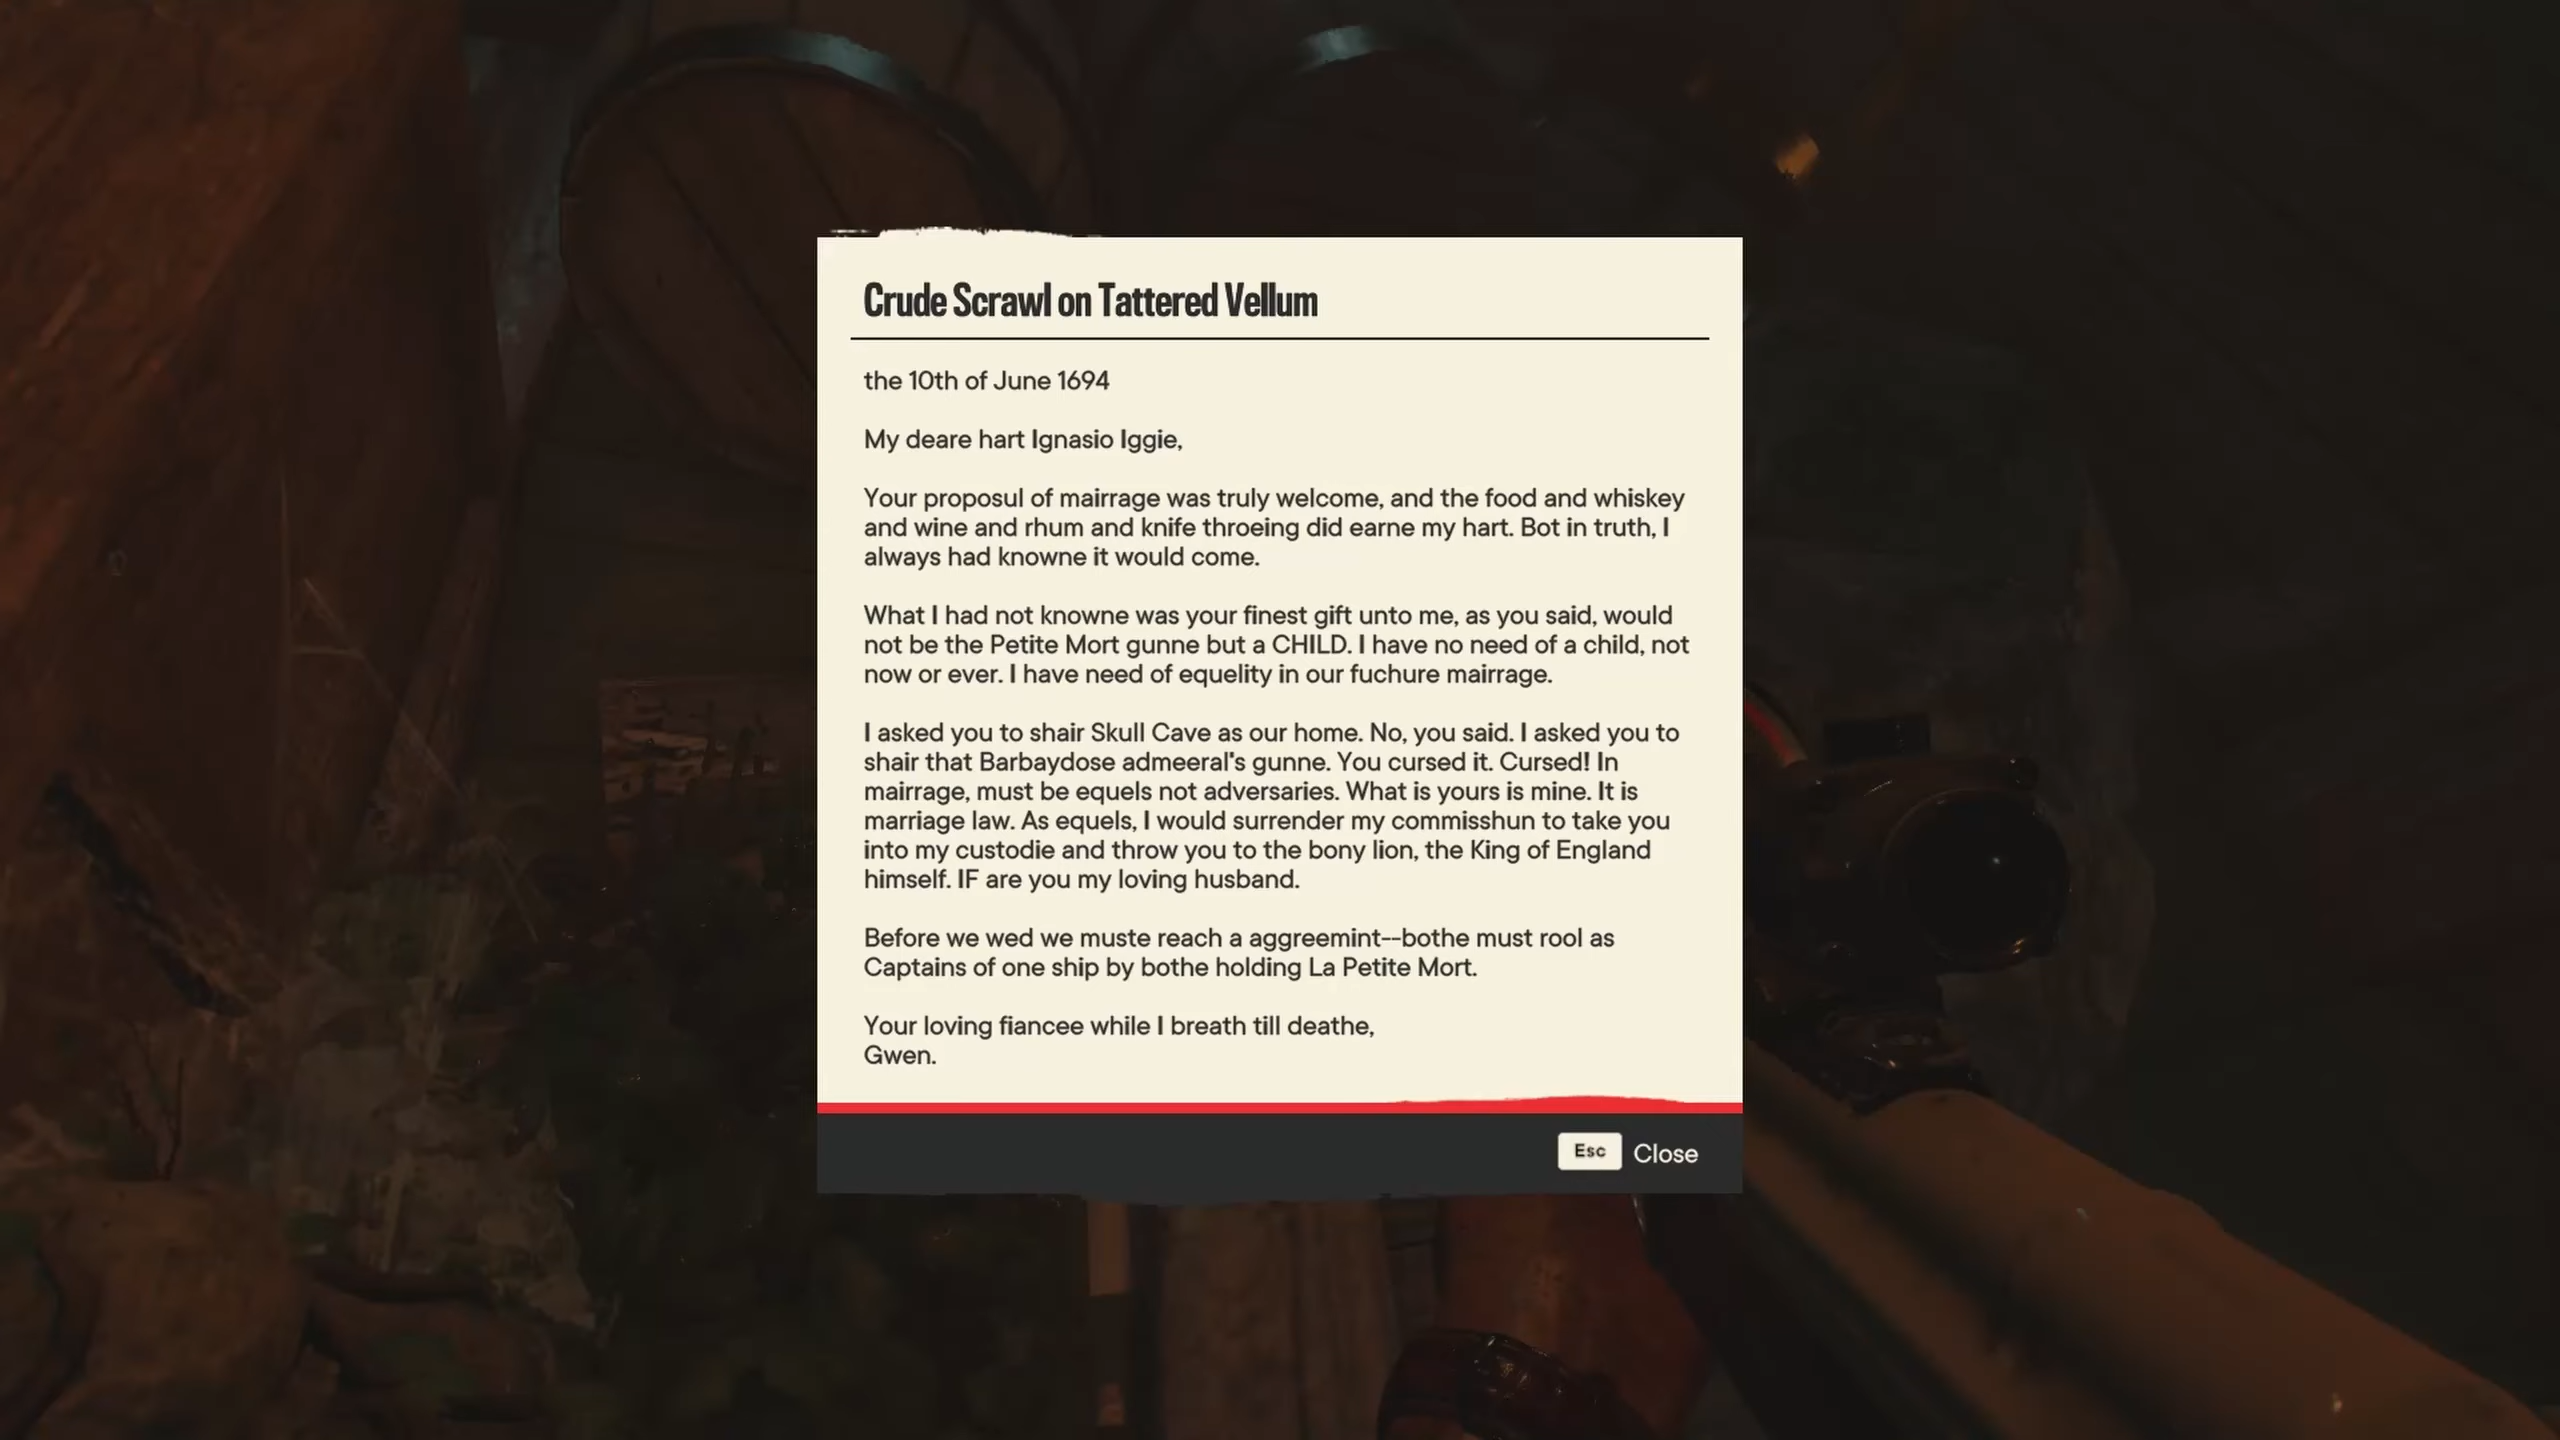 Crude Scrawl on Tattered Vellum
the 10th of June 1694
My deare hart Ignasio Iggie,
Your proposul of mairrage was truly welcome, and the food and whiskey
and wine and rhum and knife throeing did earne my hart. Bot in truth, I
always had knowne it would come.
What I had not knowne was your finest gift unto me, as you said, would
not be the Petite Mort gunne but a CHILD. I have no need of a child, not
now or ever. I have need of equelity in our fuchure mairrage.
I asked you to shair Skull Cave as our home. No, you said. I asked you to
shair that Barbaydose admeeral's gunne. You cursed it. Cursed! In
mairrage, must be equels not adversaries. What is yours is mine. It is
marriage law. As equels, I would surrender my commisshun to take you
into my custodie and throw you to the bony lion, the King of England
himself. IF are you my loving husband.
Before we wed we muste reach a aggreemint--bothe must rool as
Captains of one ship by bothe holding La Petite Mort.
Your loving fiancee while I breath till deathe,
Gwen.
Esc Close